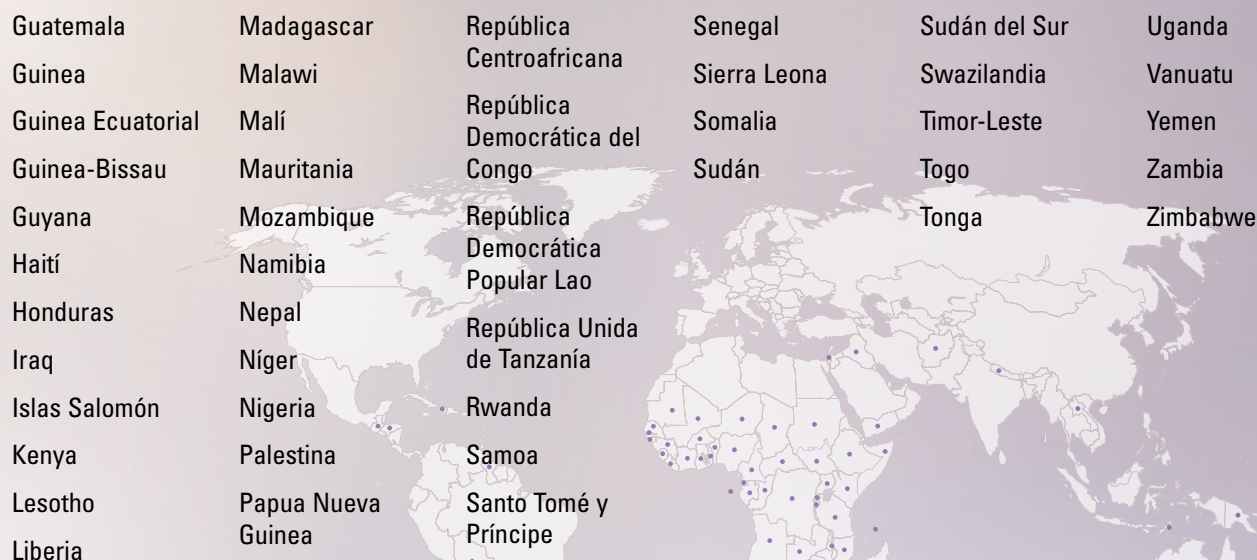 Guatemala
Guinea
Guinea Ecuatorial
Guinea-Bissau
Guyana
Haití
Honduras
Iraq
Islas Salomón
Kenya
Lesotho
Liberia
Madagascar
Malawi
Malí
Mauritania
Mozambique
Namibia
Nepal
Níger
Nigeria
Palestina
Papua Nueva
Guinea
República
Centroafricana
República
Democrática del
Congo
República
Democrática
Popular Lao
República Unida
de Tanzanía
Rwanda
Samoa
Santo Tomé y
Príncipe
Senegal
Sierra Leona
Somalia
Sudán
Sudán del Sur
Swazilandia
Timor-Leste
Togo
Tonga
Uganda
Vanuatu
Yemen
Zambia
Zimbabwe